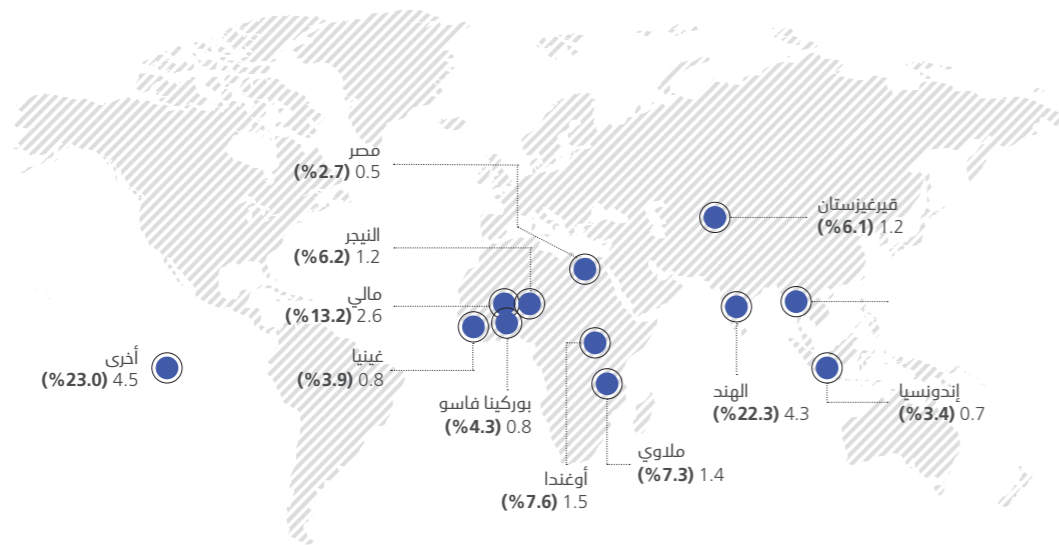 مصر
0.5 (%2.7)
قيرغيزستان
1.2 (%6.1)
النيجر
1.2 (%6.2)
مالي
2.6 (%13.2)
غينيا
0.8 (%3.9)
أخرى
4.5 (%23.0)
بوركينا فاسو
0.8 (%4.3)
الهند
4.3 (%22.3)
إندونسيا
0.7 (%3.4)
ملاوي
1.4 (%7.3)
أوغندا
1.5 (%7.6)